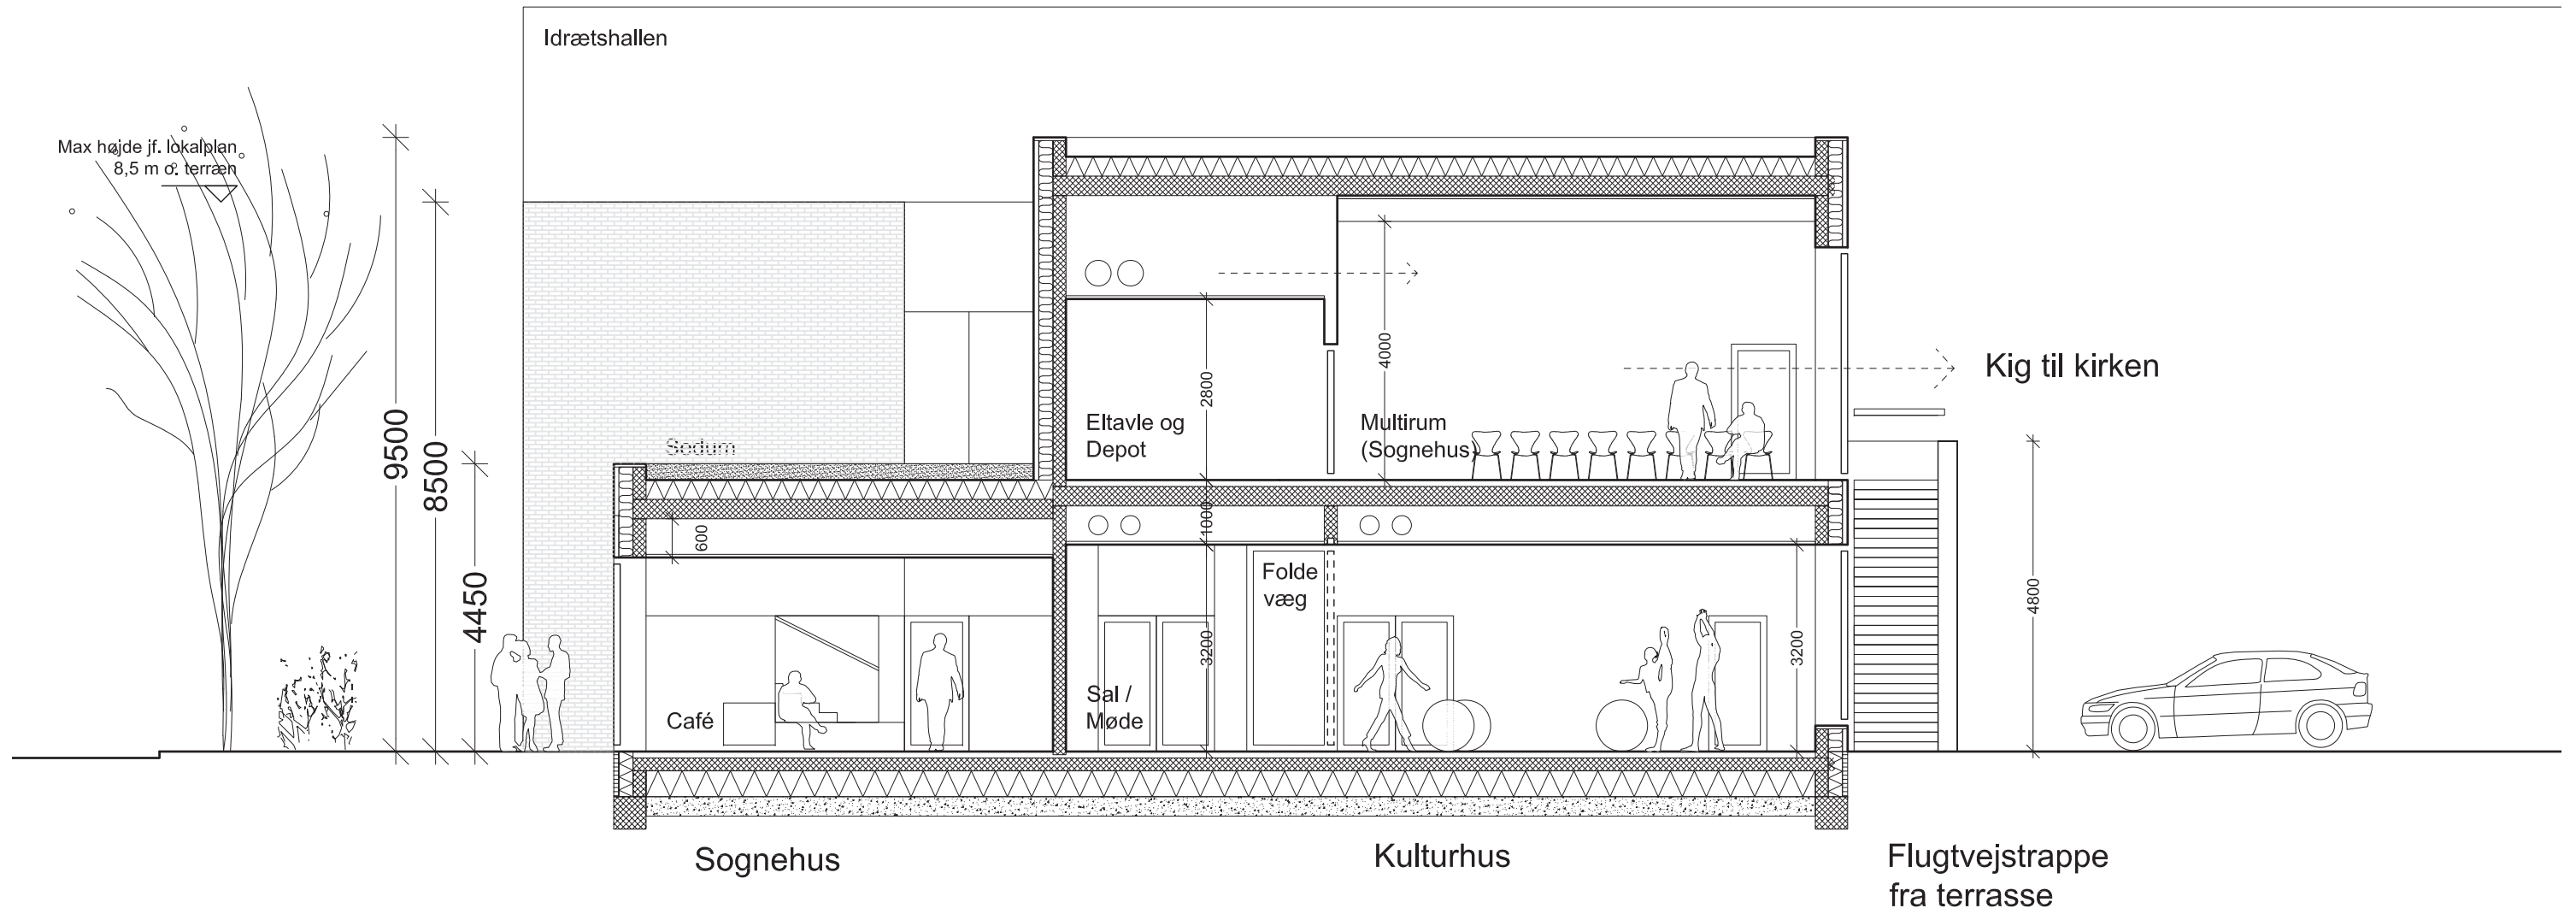 Idrætshallen
Max højde jf. lokalplan
8,5 m o. terræn
9500
8500
4450
Sedum
600
Café
Eltavle og
Depot
2800
1000
3200
Sal /
Møde
Folde
væg
4000
Multirum
(Sognehus)
3200
Kig til kirken
4800
Sognehus
Kulturhus
Flugtvejstrappe
fra terrasse